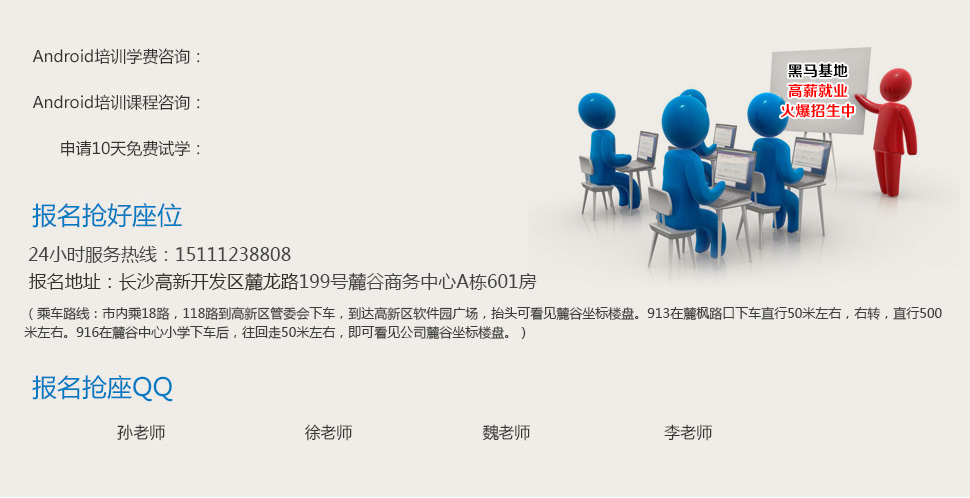 Android培训学费咨询：
黑马基地
高薪就业
火爆招生中
Android培训课程咨询：
申请10天免费试学：
报名抢好座位
24小时服务热线：15111238808
报名地址：长沙高新开发区麓龙路199号麓谷商务中心A栋601房
（乘车路线：市内乘18路，118路到高新区管委会下车，到达高新区软件园广场，抬头可看见麓谷坐标楼盘。913在麓枫路口下车直行50米左右，右转，直行500
米左右。916在麓谷中心小学下车后，往回走50米左右，即可看见公司麓谷坐标楼盘。）
报名抢座QQ
孙老师 徐老师 魏老师 李老师